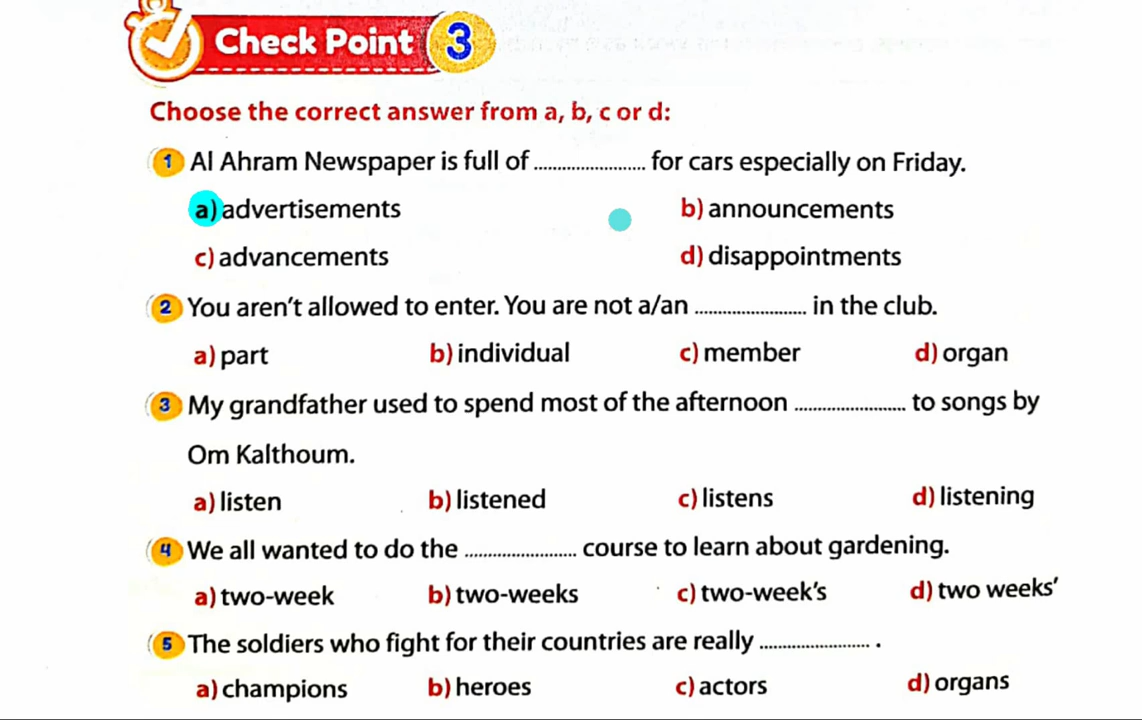 Check Point 3
Choose the correct answer from a, b, c or d:
1 Al Ahram Newspaper is full of ........................ for cars especially on Friday.
a) advertisements b) announcements
c) advancements d) disappointments
2 You aren't allowed to enter. You are not a/an ........................ in the club.
a) part b) individual c) member d) organ
3 My grandfather used to spend most of the afternoon ........................ to songs by
Om Kalthoum.
a) listen b) listened c) listens d) listening
4 We all wanted to do the ........................ course to learn about gardening.
a) two-week b) two-weeks c) two-week's d) two weeks'
5 The soldiers who fight for their countries are really ........................ .
a) champions b) heroes c) actors d) organs